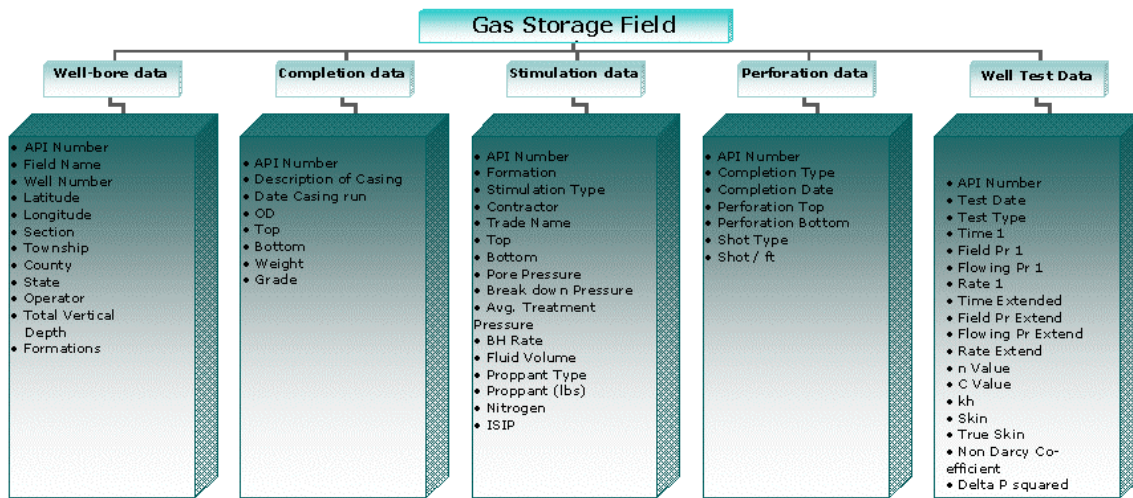 Gas Storage Field
Well-bore data
Completion data
Stimulation data
Perforation data
Well Test Data
• API Number
• Field Name
• Well Number
• Latitude
• Longitude
• Section
• Township
• County
• State
• Operator
• Total Vertical
Depth
• Formations
• API Number
• Description of Casing
• Date Casing run
• OD
• Top
• Bottom
• Weight
• Grade
• API Number
• Formation
• Stimulation Type
• Contractor
• Trade Name
• Top
• Bottom
• Pore Pressure
• Break down Pressure
• Avg. Treatment
Pressure
• BH Rate
• Fluid Volume
• Proppant Type
• Proppant (lbs)
• Nitrogen
• ISIP
• API Number
• Completion Type
• Completion Date
• Perforation Top
• Perforation Bottom
• Shot Type
• Shot / ft
• API Number
• Test Date
• Test Type
• Time 1
• Field Pr 1
• Flowing Pr 1
• Rate 1
• Time Extended
• Field Pr Extend
• Flowing Pr Extend
• Rate Extend
• n Value
• C Value
• kh
• Skin
• True Skin
• Non Darcy Co-
efficient
• Delta P squared